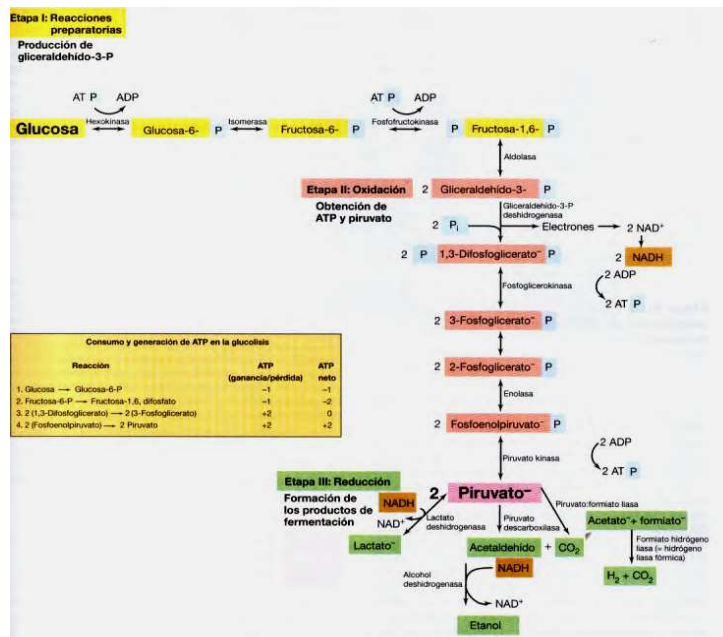 Etapa I: Reacciones
preparatorias
Producción de
gliceraldehído-3-P
AT P ADP
AT P ADP
Glucosa
Hexokinasa
Glucosa-6- P
Isomerasa
Fructosa-6- P
Fosfofructokinasa
P Fructosa-1,6- P
Aldolasa
Etapa II: Oxidación
Obtención de
ATP y piruvato
2 Gliceraldehído-3- P
Gliceraldehído-3-P
deshidrogenasa
2 Pi
Electrones
2 NAD+
2 NADH
2 P 1,3-Difosfoglicerato– P
2 ADP
2 AT P
Fosfoglicerokinasa
2 3-Fosfoglicerato– P
2 2-Fosfoglicerato– P
Enolasa
2 Fosfoenolpiruvato– P
2 ADP
2 AT P
Piruvato kinasa
Consumo y generación de ATP en la glucolisis
Reacción ATP ATP
(ganancia/pérdida) neto
1. Glucosa → Glucosa-6-P –1 –1
2. Fructosa-6-P → Fructosa-1,6, difosfato –1 –2
3. 2 (1,3-Difosfoglicerato) → 2 (3-Fosfoglicerato) +2 0
4. 2 (Fosfoenolpiruvato) → 2 Piruvato +2 +2
Etapa III: Reducción
Formación de
los productos de
fermentación
2 Piruvato–
NADH
NAD+
Lactato
deshidrogenasa
Lactato–
Piruvato
descarboxilasa
Acetaldehído + CO2
Piruvato:formiato liasa
Acetato– + formiato–
Formiato hidrógeno
liasa (= hidrógeno
liasa fórmica)
H2 + CO2
Alcohol
deshidrogenasa
NADH
NAD+
Etanol